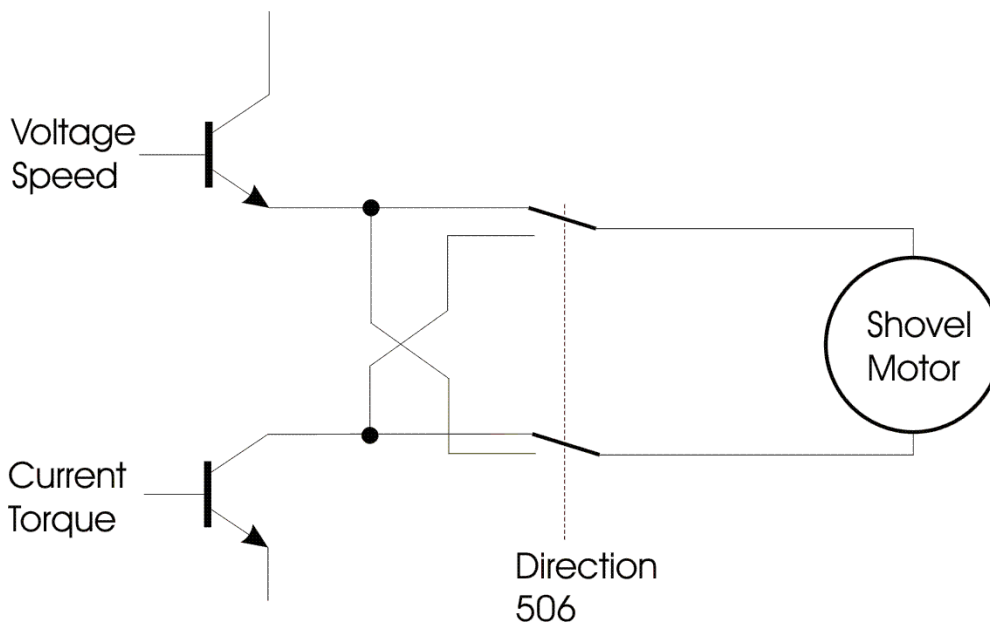 Voltage
Speed
Shovel
Motor
Current
Torque
Direction
506